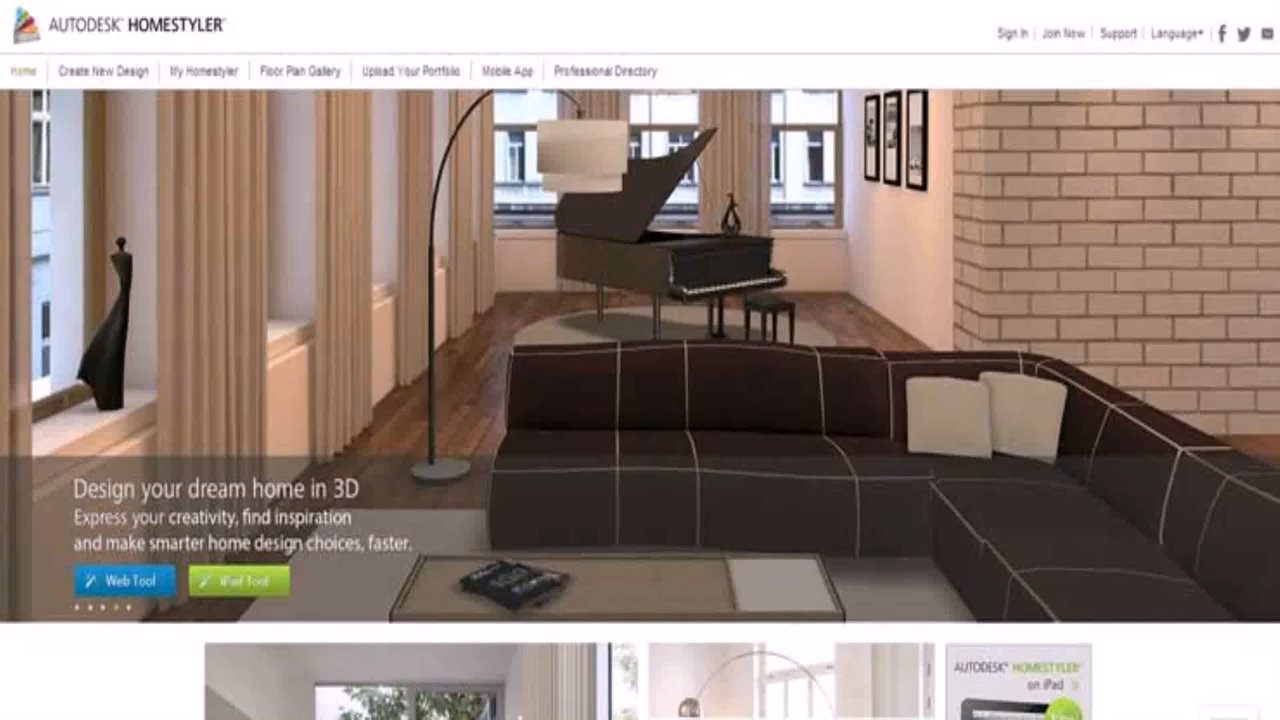 AUTODESK® HOMESTYLER®
Sign In
Join Now
Support
Language
Home
Create New Design
My Homestyler
Floor Plan Gallery
Upload Your Portfolio
Mobile App
Professional Directory
Design your dream home in 3D
Express your creativity, find inspiration
and make smarter home design choices, faster.
Web Tool
iPad Tool
AUTODESK® HOMESTYLER®
on iPad